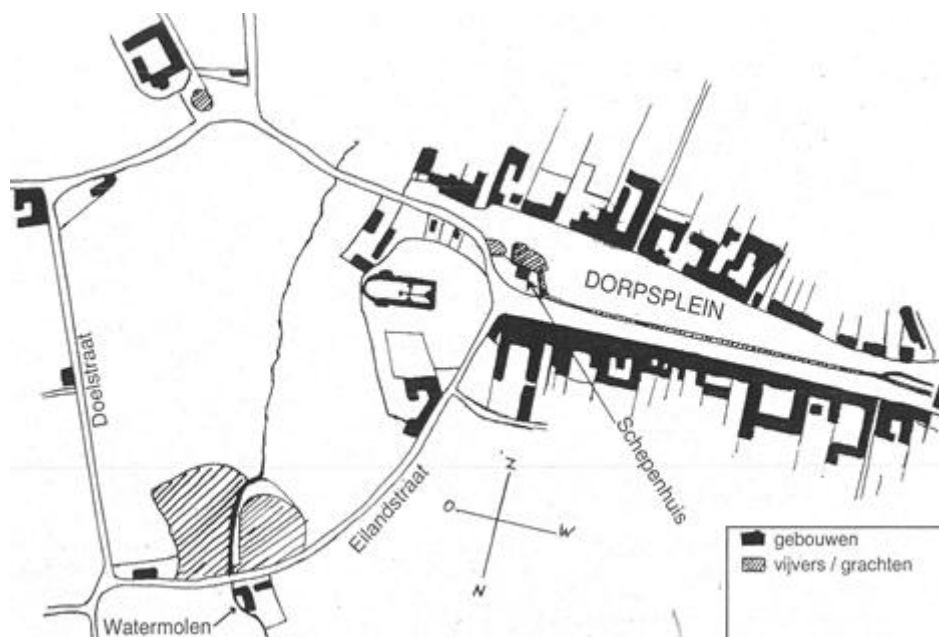 DORPSPLEIN
Doelstraat
Schepenhuis
Eilandstraat
Z
O
W
N
gebouwen
vijvers / grachten
Watermolen